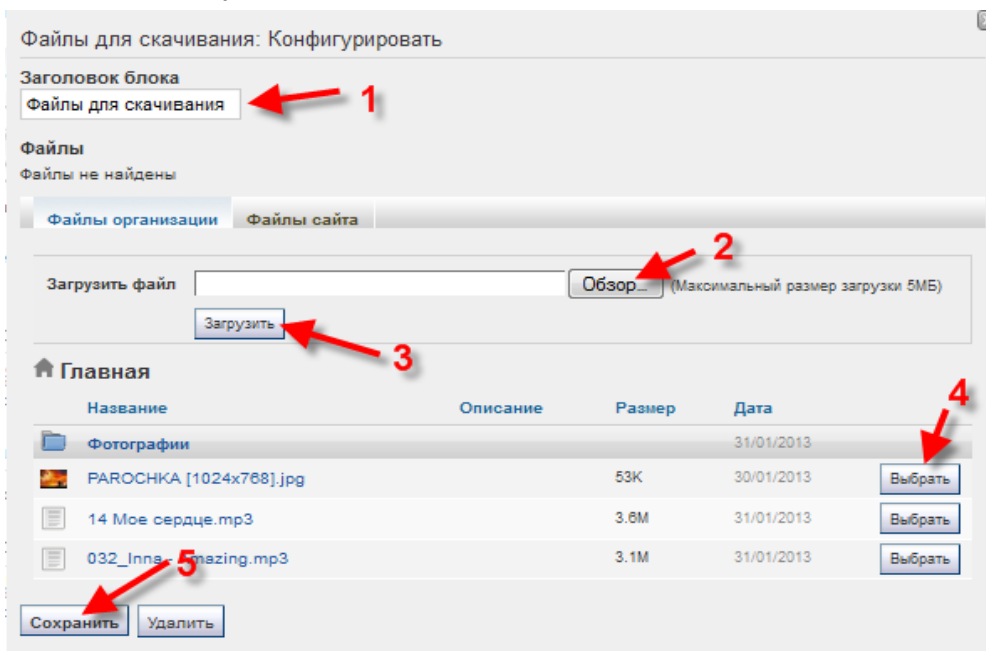 Файлы для скачивания: Конфигурировать
Заголовок блока
Файлы для скачивания 1
Файлы
Файлы не найдены
Файлы организации Файлы сайта
2
Загрузить файл Обзор... (Максимальный размер загрузки 5МБ)
Загрузить
3
Главная
4
Название Описание Размер Дата
Фотографии 31/01/2013
PAROCHKA [1024x768].jpg 53K 30/01/2013 Выбрать
14 Мое сердце.mp3 3.6M 31/01/2013 Выбрать
032_Inna - Amazing.mp3 3.1M 31/01/2013 Выбрать
5
Сохранить Удалить